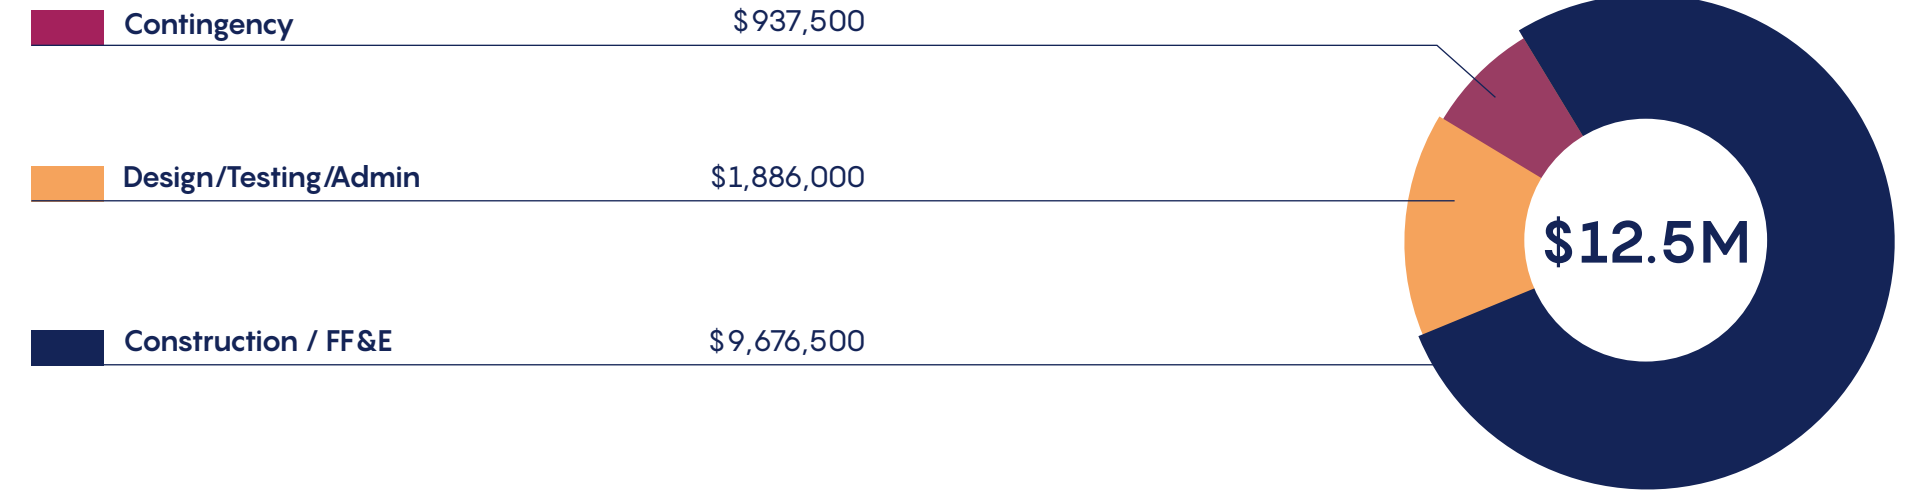 Contingency $937,500
Design/Testing/Admin $1,886,000
$12.5M
Construction / FF&E $9,676,500